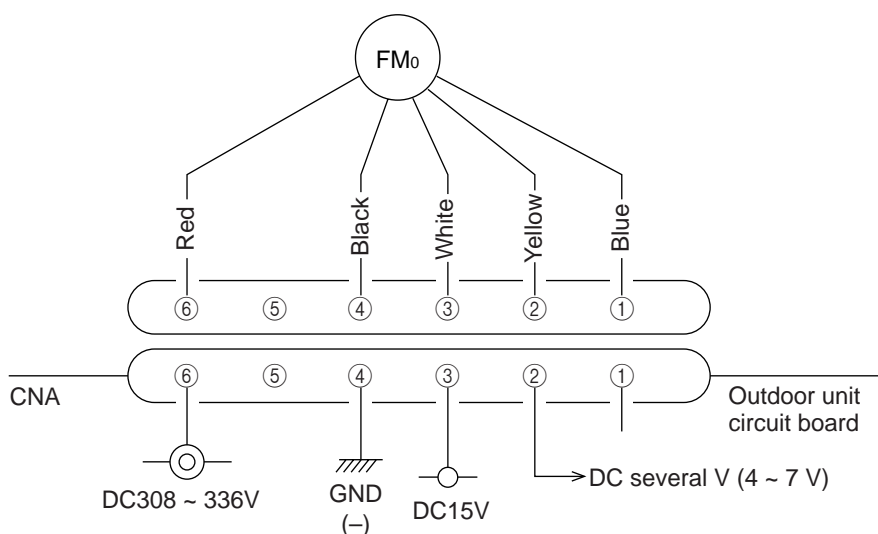 FM₀
Red
Black
White
Yellow
Blue
⑥ ⑤ ④ ③ ② ①
⑥ ⑤ ④ ③ ② ①
CNA
Outdoor unit
circuit board
DC308 ~ 336V
GND
(–)
DC15V
DC several V (4 ~ 7 V)